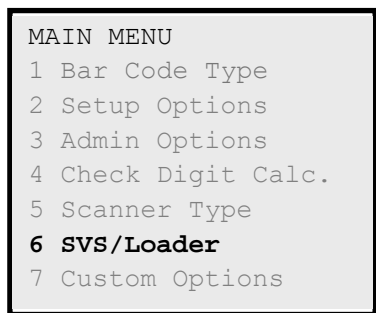 MAIN MENU
1 Bar Code Type
2 Setup Options
3 Admin Options
4 Check Digit Calc.
5 Scanner Type
6 SVS/Loader
7 Custom Options